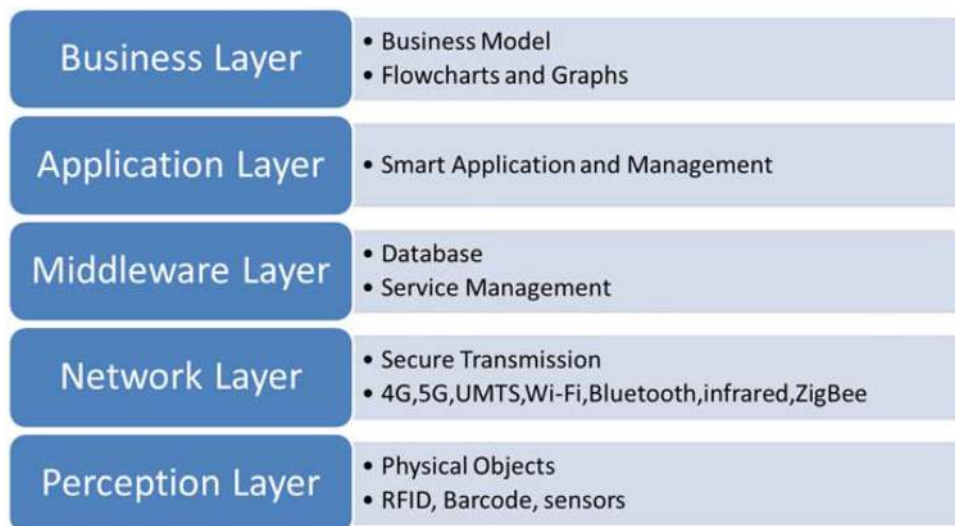 Business Layer
• Business Model
• Flowcharts and Graphs
Application Layer
• Smart Application and Management
Middleware Layer
• Database
• Service Management
Network Layer
• Secure Transmission
• 4G,5G,UMTS,Wi-Fi,Bluetooth,infrared,ZigBee
Perception Layer
• Physical Objects
• RFID, Barcode, sensors